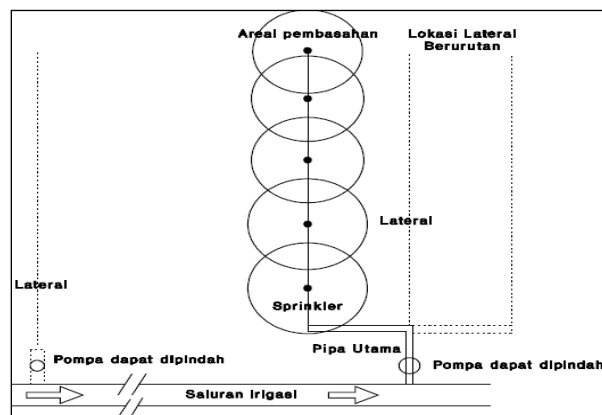 Areal pembasahan
Lokasi Lateral
Berurutan
Lateral
Lateral
Sprinkler
Pipa Utama
Pompa dapat dipindah
Pompa dapat dipindah
Saluran irigasi